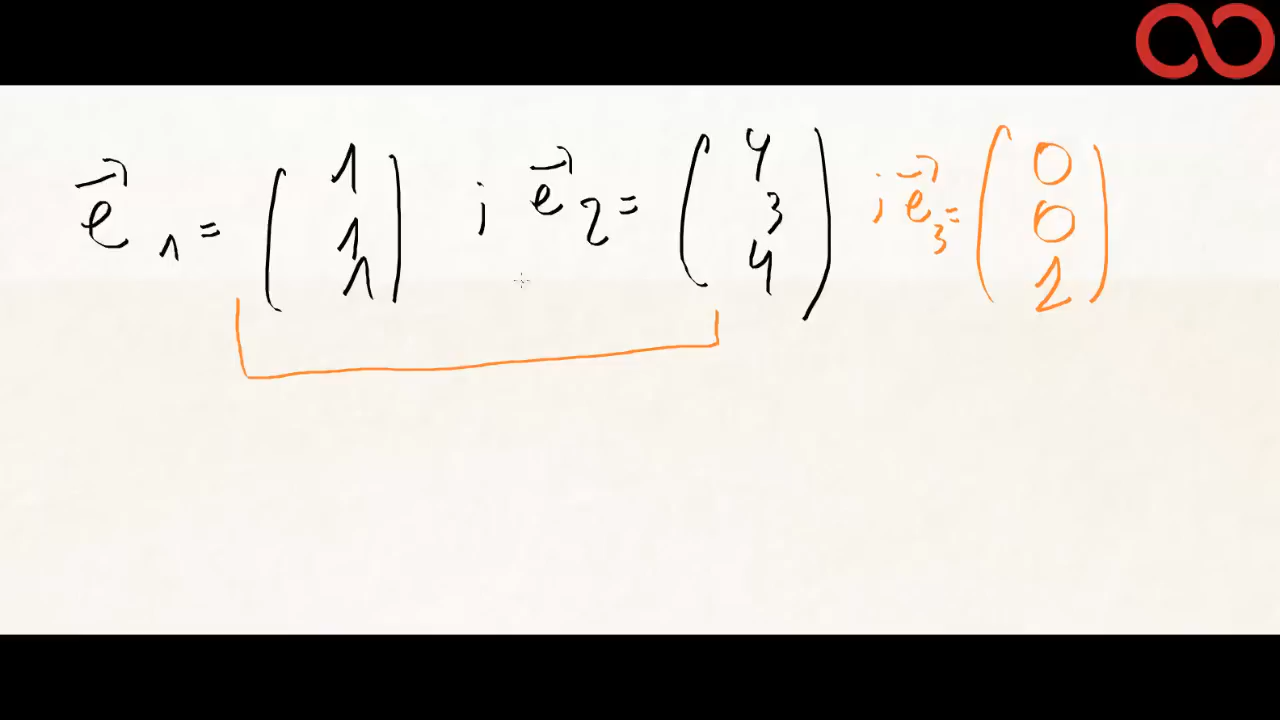 e⃗₁ = (1 1 1) ; e⃗₂ = (4 3 4) ; e⃗₃ = (0 0 2)